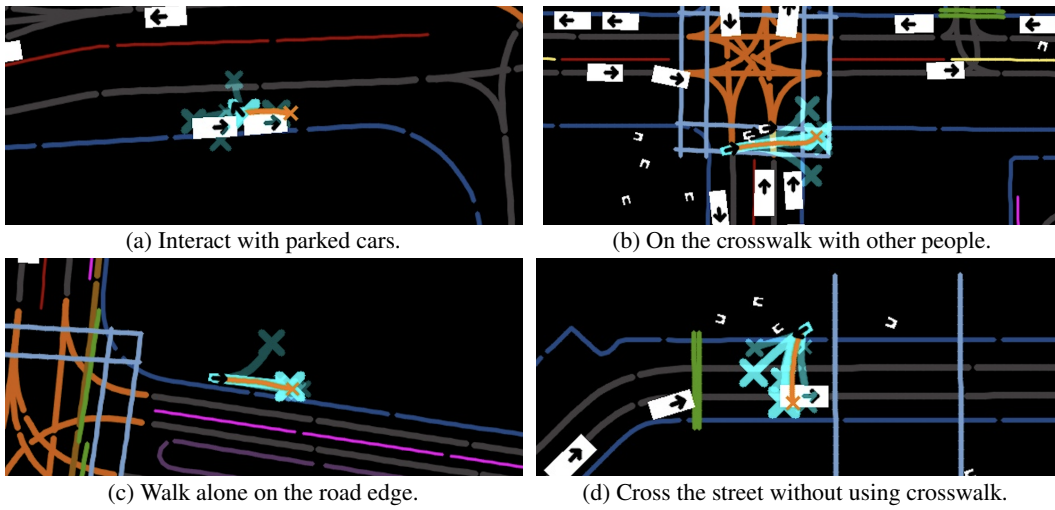 (a) Interact with parked cars.
(b) On the crosswalk with other people.
(c) Walk alone on the road edge.
(d) Cross the street without using crosswalk.